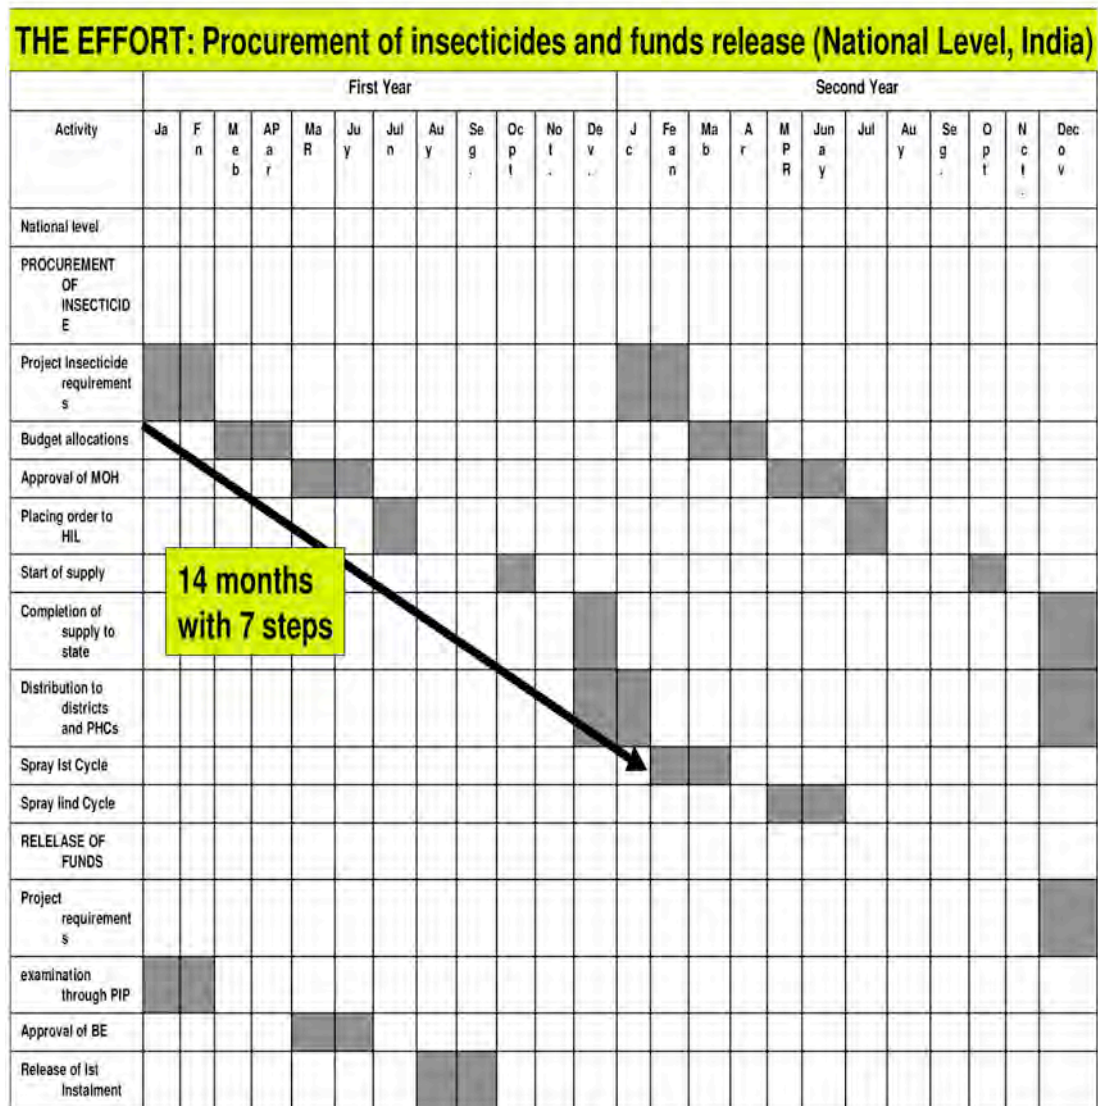 THE EFFORT: Procurement of insecticides and funds release (National Level, India)
First Year Second Year
Activity Ja F M AP Ma Ju Jul Au Se Oc No De J Fe Ma A M Jun Jul Au Se O N Dec
n e ar R y n y g p t v c a b r P a y g p c o
b r . t . . n R y . t t v
National level
PROCUREMENT
OF
INSECTICID
E
Project Insecticide
requirement
s
Budget allocations
Approval of MOH
Placing order to
HIL
Start of supply
14 months
with 7 steps
Completion of
supply to
state
Distribution to
districts
and PHCs
Spray Ist Cycle
Spray IInd Cycle
RELELASE OF
FUNDS
Project
requirement
s
examination
through PIP
Approval of BE
Release of Ist
Instalment